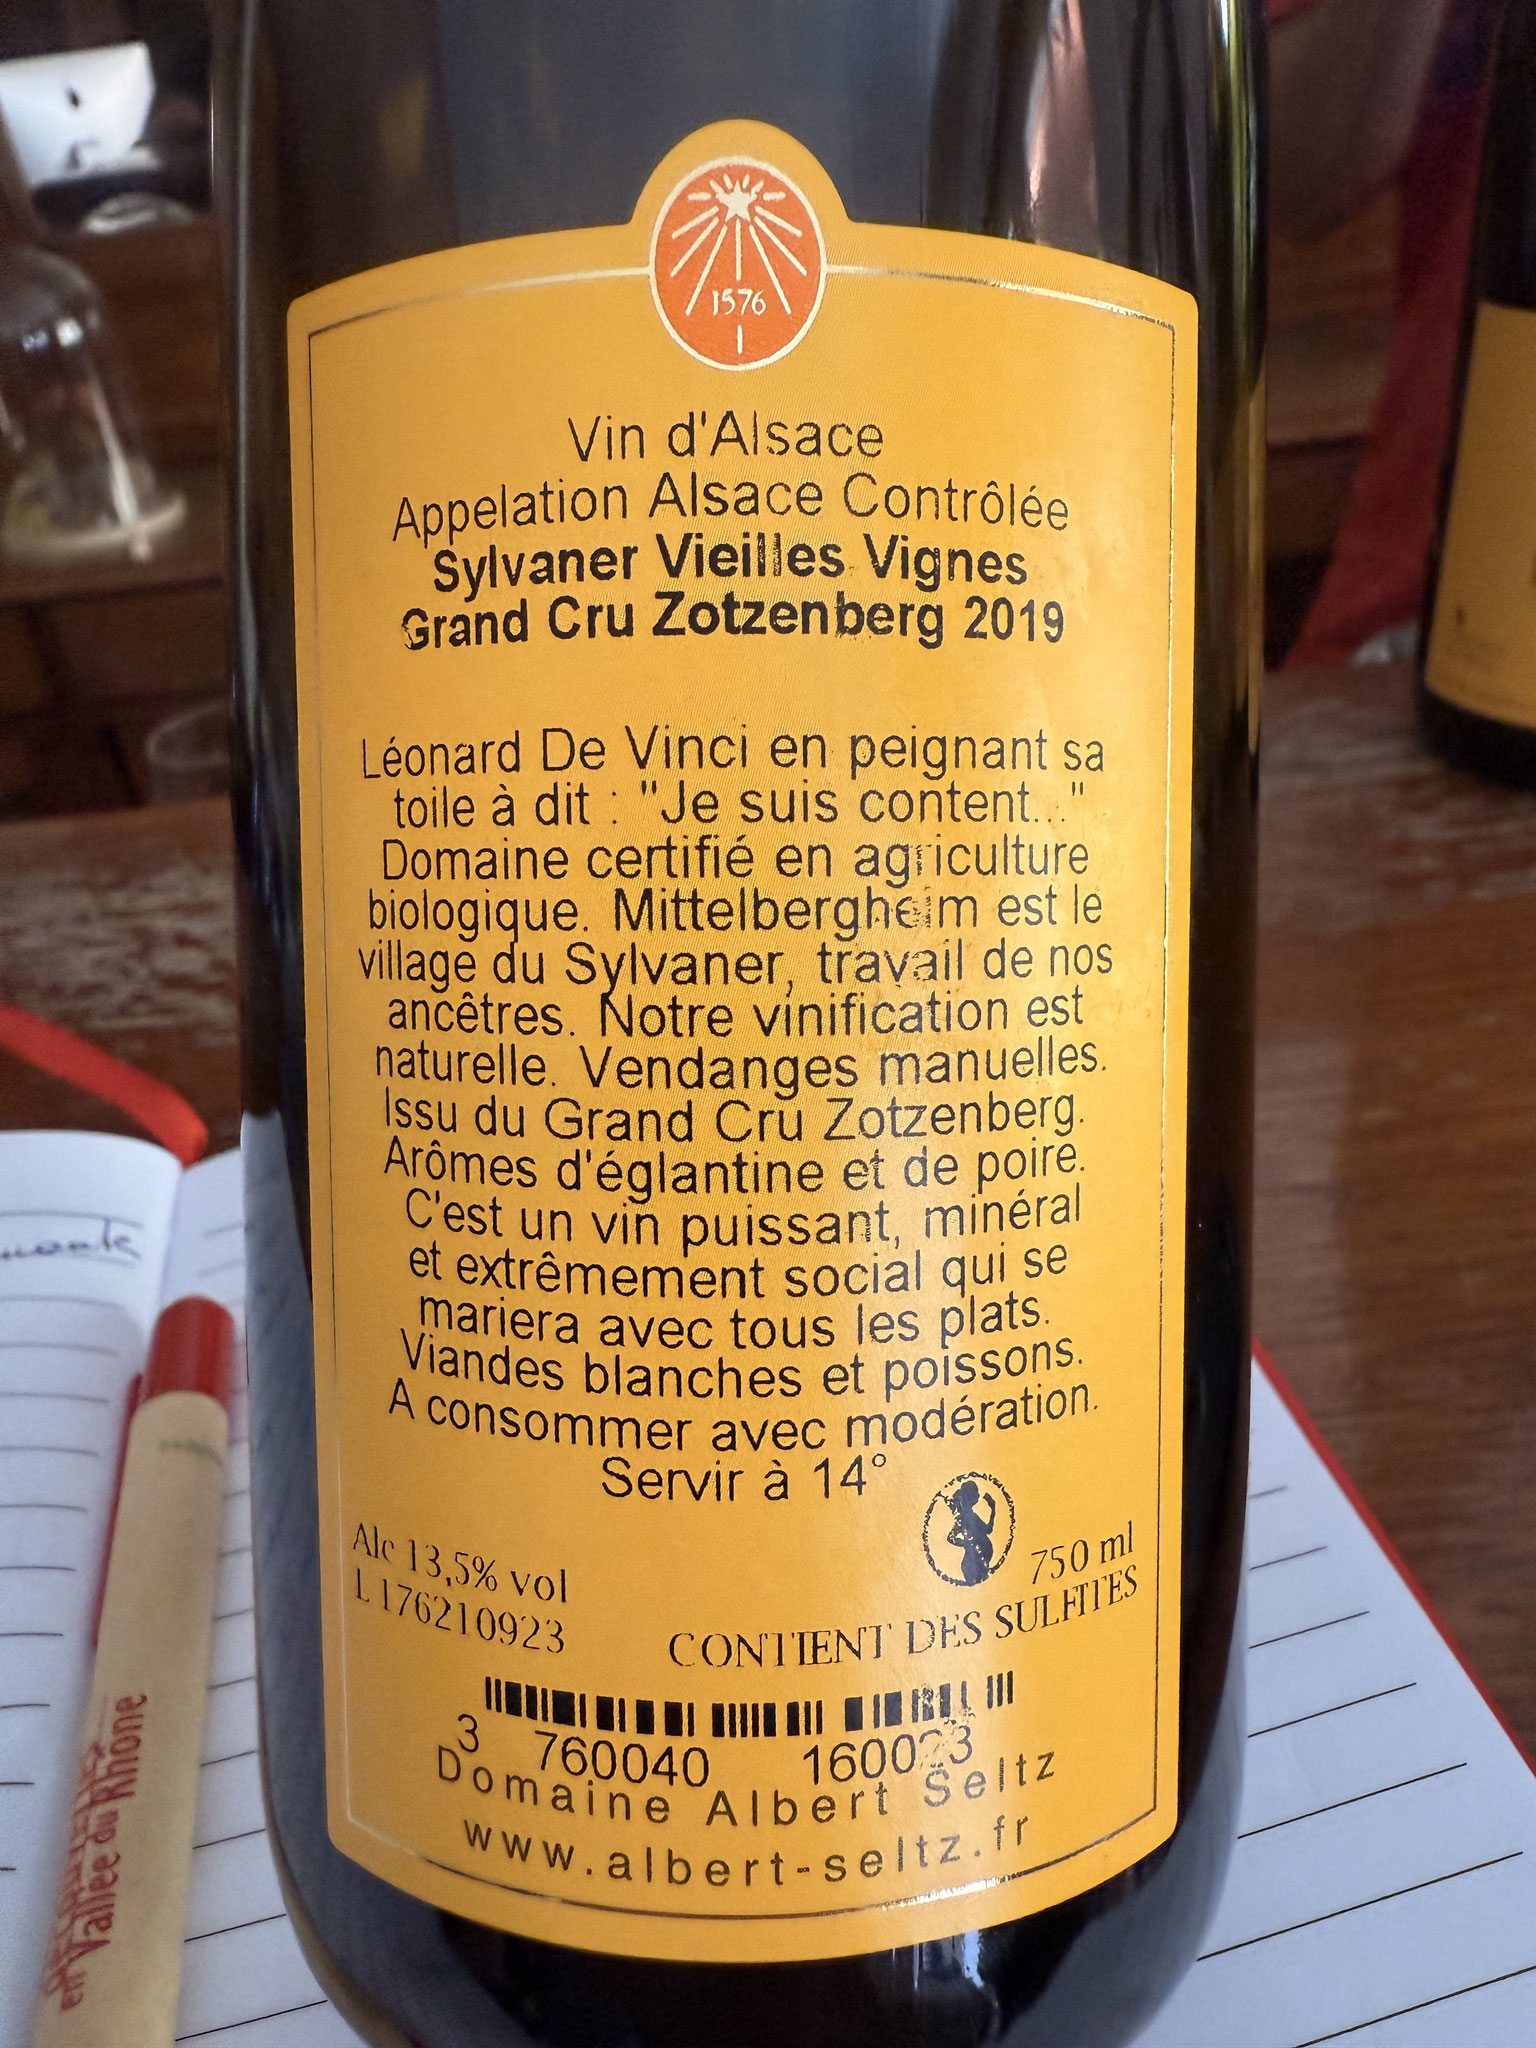 1576
Vin d'Alsace
Appelation Alsace Contrôlée
Sylvaner Vieilles Vignes
Grand Cru Zotzenberg 2019
Léonard De Vinci en peignant sa
toile à dit : "Je suis content..."
Domaine certifié en agriculture
biologique. Mittelbergheim est le
village du Sylvaner, travail de nos
ancêtres. Notre vinification est
naturelle. Vendanges manuelles.
Issu du Grand Cru Zotzenberg.
Arômes d'églantine et de poire.
C'est un vin puissant, minéral
et extrêmement social qui se
mariera avec tous les plats.
Viandes blanches et poissons.
A consommer avec modération.
Servir à 14°
Alc 13,5% vol
L 176210923
750 ml
CONTIENT DES SULFITES
3 760040 160023
Domaine Albert Seltz
www.albert-seltz.fr
en Vallée du Rhône